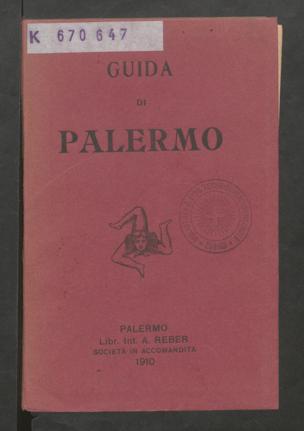 K 670 647
GUIDA
DI
PALERMO
PALERMO
Libr. Int. A. REBER
SOCIETÀ IN ACCOMANDITA
1910